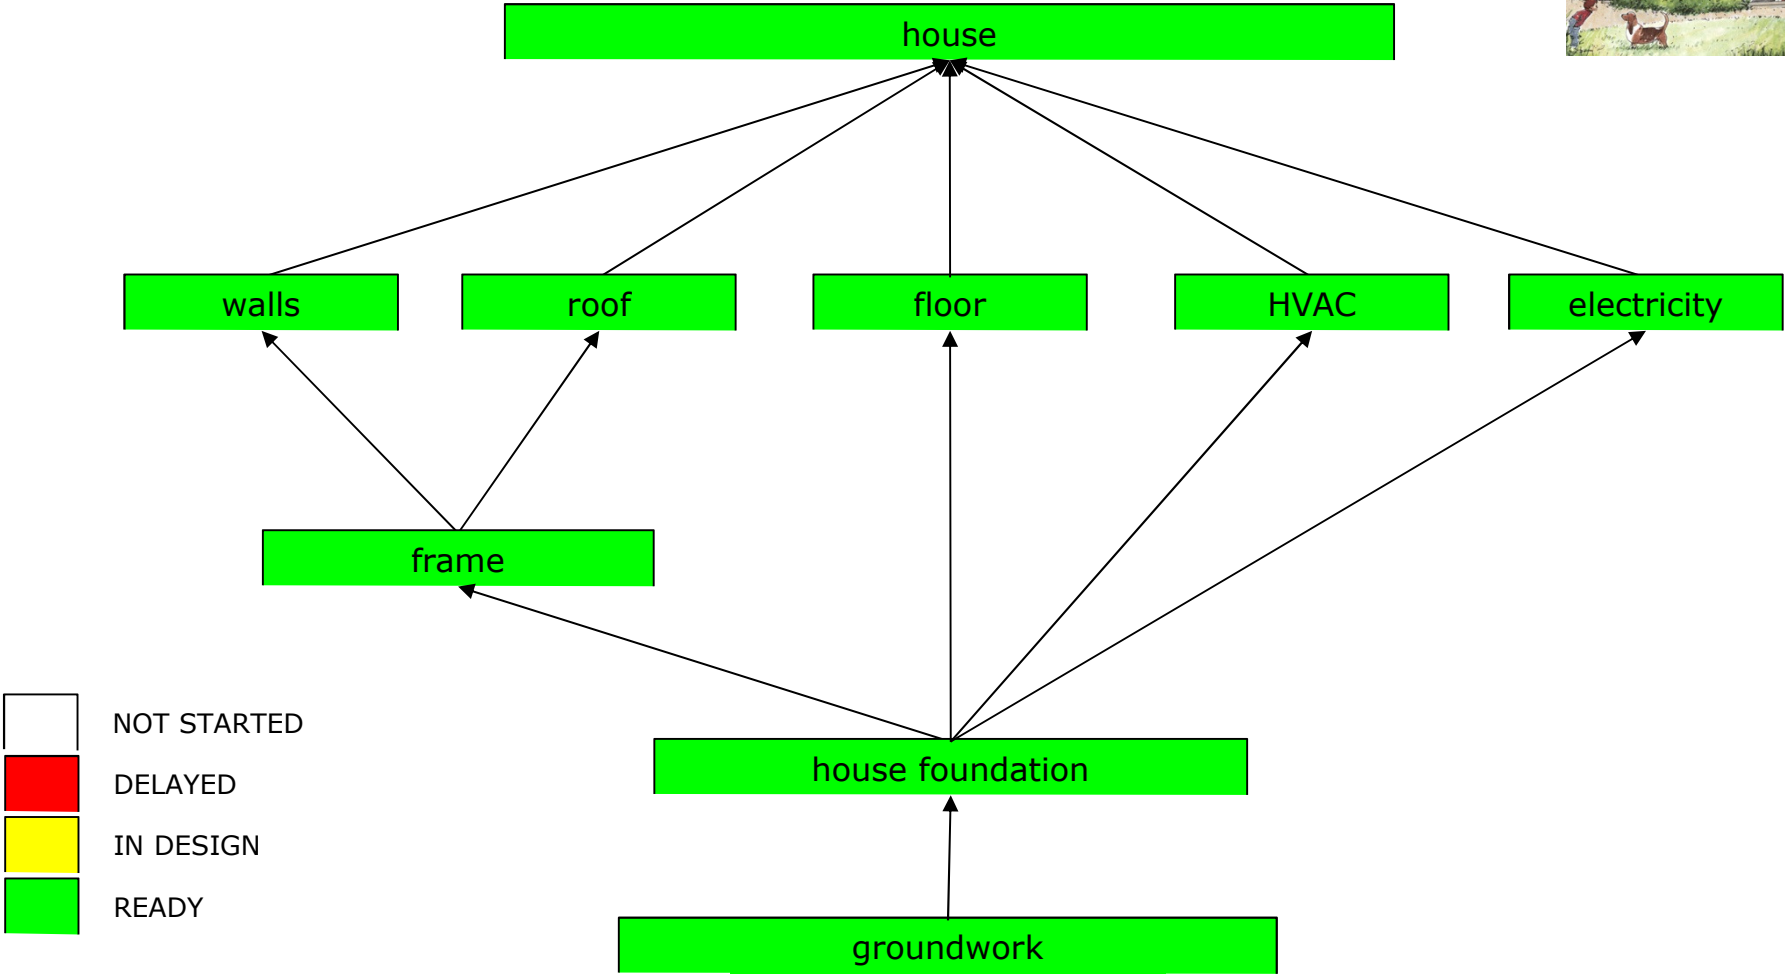 house
walls
roof
floor
HVAC
electricity
frame
NOT STARTED
house foundation
DELAYED
IN DESIGN
READY
groundwork